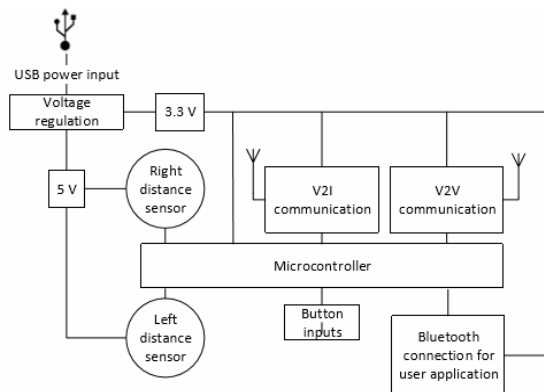 USB power input
Voltage
regulation
3.3 V
5 V
Right
distance
sensor
V2I
communication
V2V
communication
Microcontroller
Left
distance
sensor
Button
inputs
Bluetooth
connection for
user application